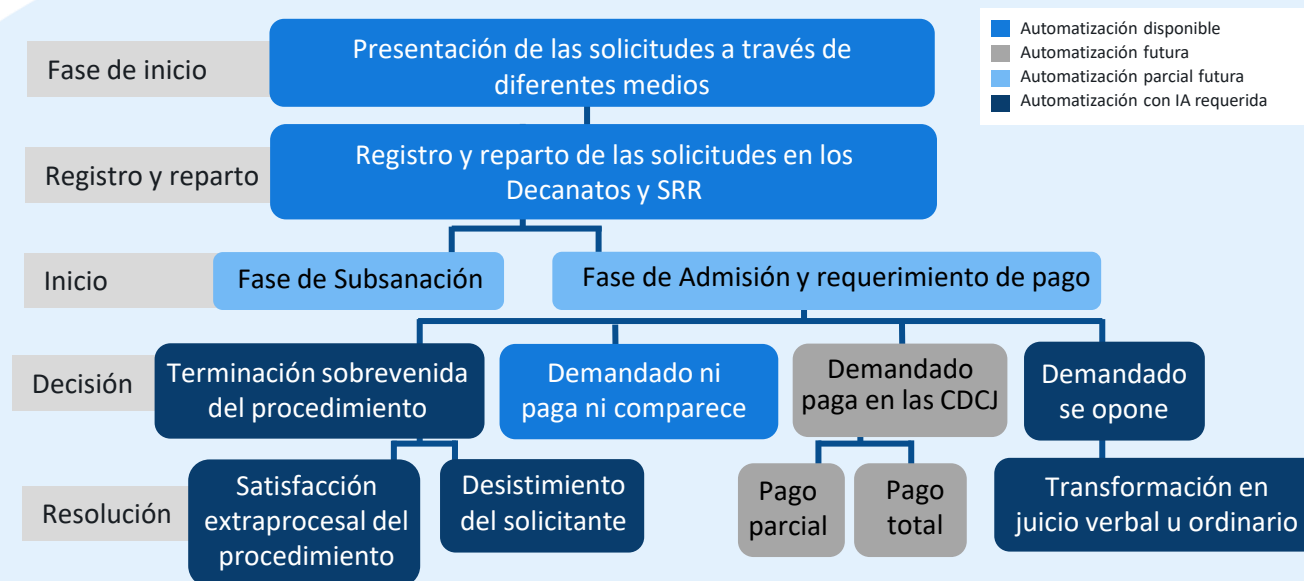 Automatización disponible
Automatización futura
Automatización parcial futura
Automatización con IA requerida
Fase de inicio
Presentación de las solicitudes a través de
diferentes medios
Registro y reparto
Registro y reparto de las solicitudes en los
Decanatos y SRR
Inicio
Fase de Subsanación
Fase de Admisión y requerimiento de pago
Decisión
Terminación sobrevenida
del procedimiento
Demandado ni
paga ni comparece
Demandado
paga en las CDCJ
Demandado
se opone
Resolución
Satisfacción
extraprocesal del
procedimiento
Desistimiento
del solicitante
Pago
parcial
Pago
total
Transformación en
juicio verbal u ordinario